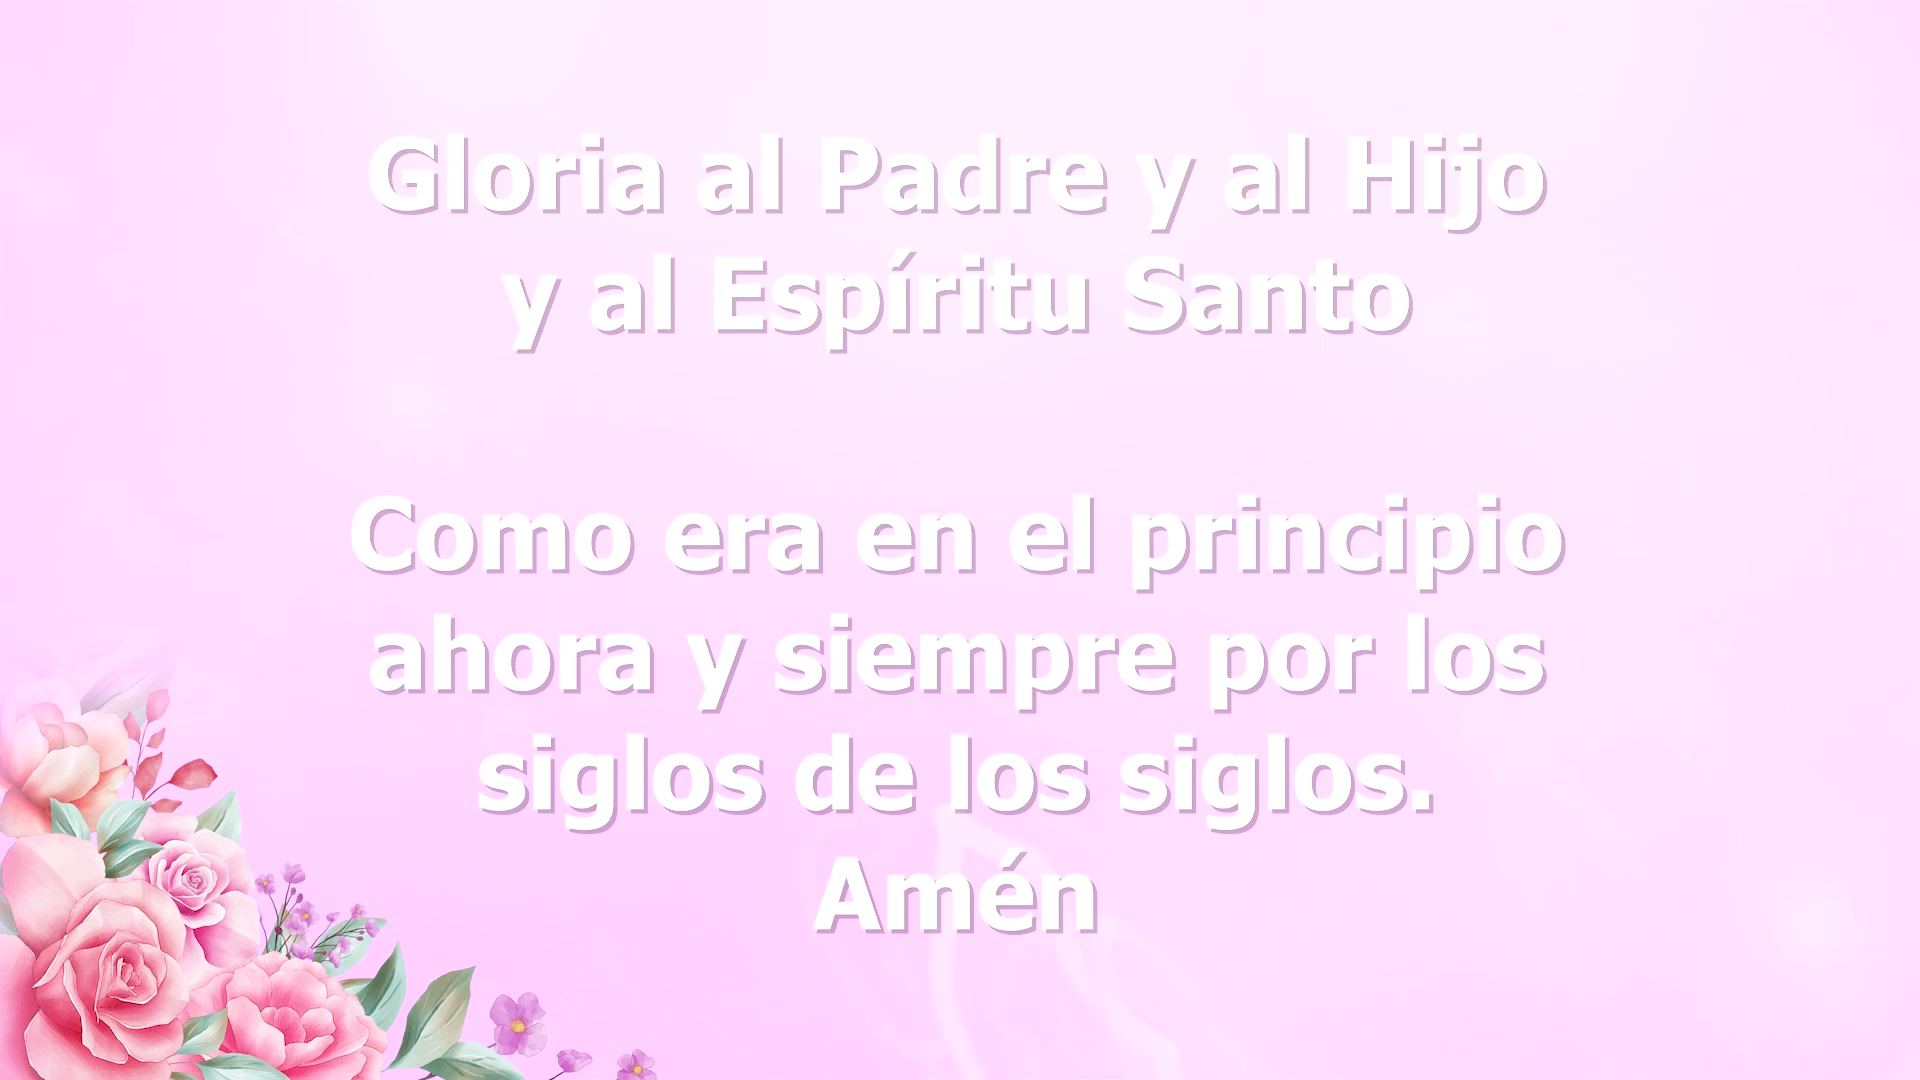 Gloria al Padre y al Hijo
y al Espíritu Santo
Como era en el principio
ahora y siempre por los
siglos de los siglos.
Amén